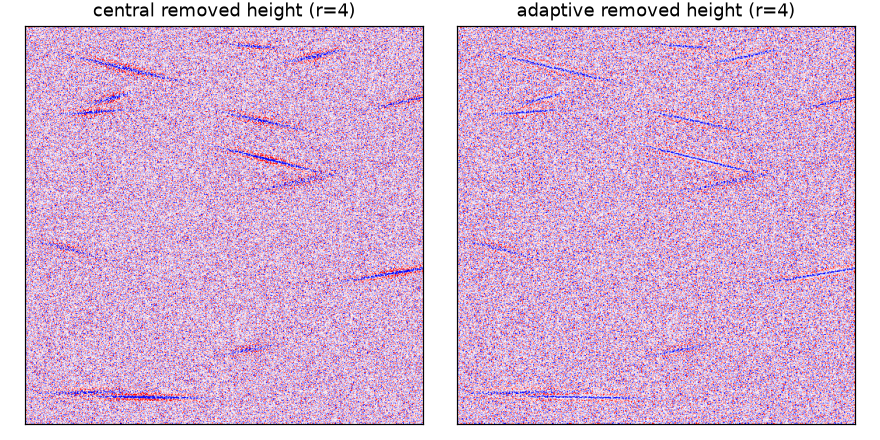 central removed height (r=4)
adaptive removed height (r=4)